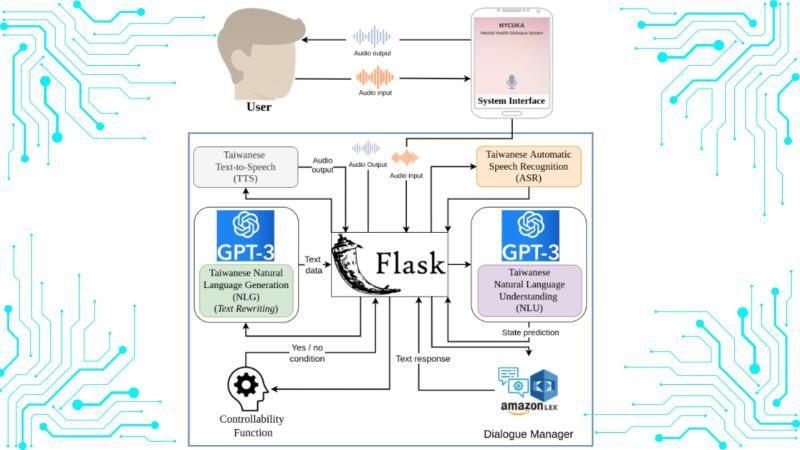 NYCUKA
Mental Health Dialogue System
Audio output
Audio input
User
System Interface
Taiwanese
Text-to-Speech
(TTS)
Audio
output
Audio Output
Audio input
Taiwanese Automatic
Speech Recognition
(ASR)
GPT-3
Taiwanese Natural
Language Generation
(NLG)
(Text Rewriting)
Text
data
Flask
GPT-3
Taiwanese
Natural Language
Understanding
(NLU)
State prediction
Yes / no
condition
Text response
Controllability
Function
amazon LEX
Dialogue Manager